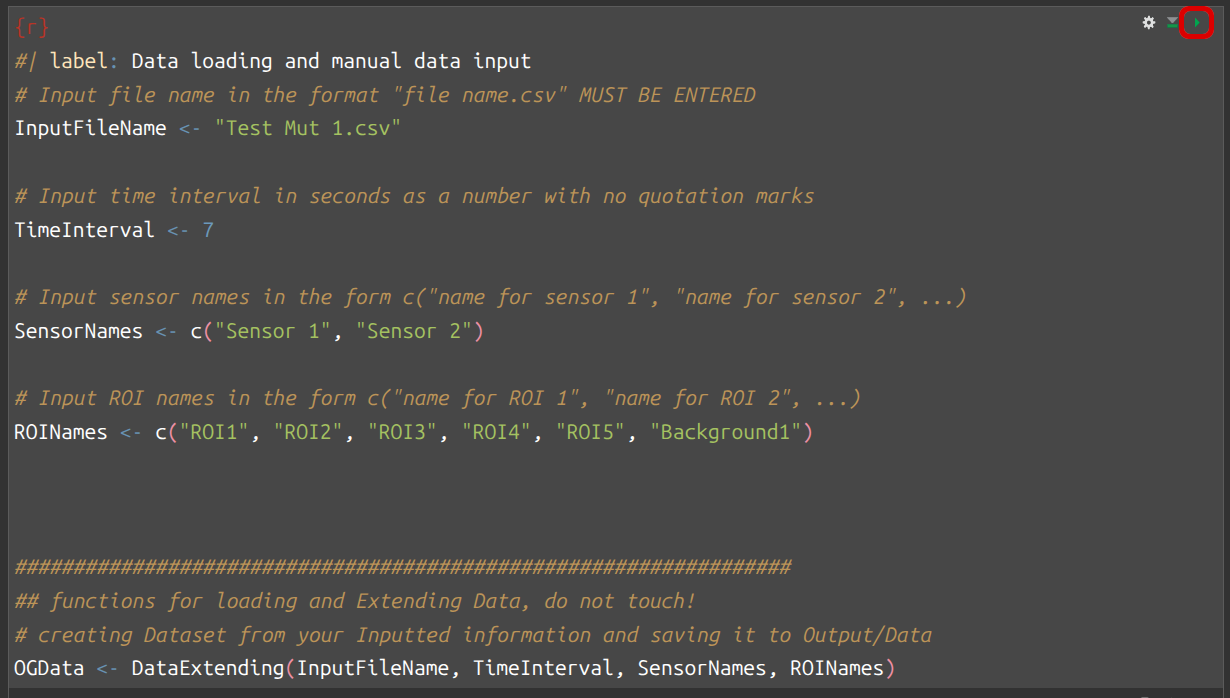 {r}
#| label: Data loading and manual data input
# Input file name in the format "file name.csv" MUST BE ENTERED
InputFileName <- "Test Mut 1.csv"
# Input time interval in seconds as a number with no quotation marks
TimeInterval <- 7
# Input sensor names in the form c("name for sensor 1", "name for sensor 2", ...)
SensorNames <- c("Sensor 1", "Sensor 2")
# Input ROI names in the form c("name for ROI 1", "name for ROI 2", ...)
ROINames <- c("ROI1", "ROI2", "ROI3", "ROI4", "ROI5", "Background1")
##################################################################
## functions for loading and Extending Data, do not touch!
# creating Dataset from your Inputted information and saving it to Output/Data
OGData <- DataExtending(InputFileName, TimeInterval, SensorNames, ROINames)